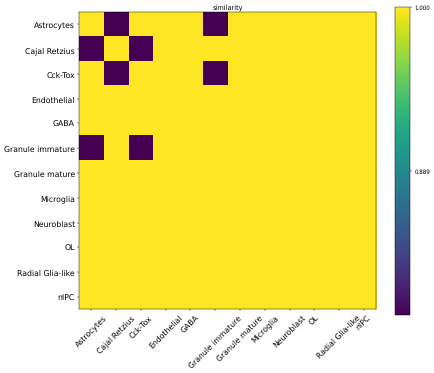 similarity
Astrocytes
Cajal Retzius
Cck-Tox
Endothelial
GABA
Granule immature
Granule mature
Microglia
Neuroblast
OL
Radial Glia-like
nIPC
Astrocytes
Cajal Retzius
Cck-Tox
Endothelial
GABA
Granule immature
Granule mature
Microglia
Neuroblast
OL
Radial Glia-like
nIPC
1.000
0.889